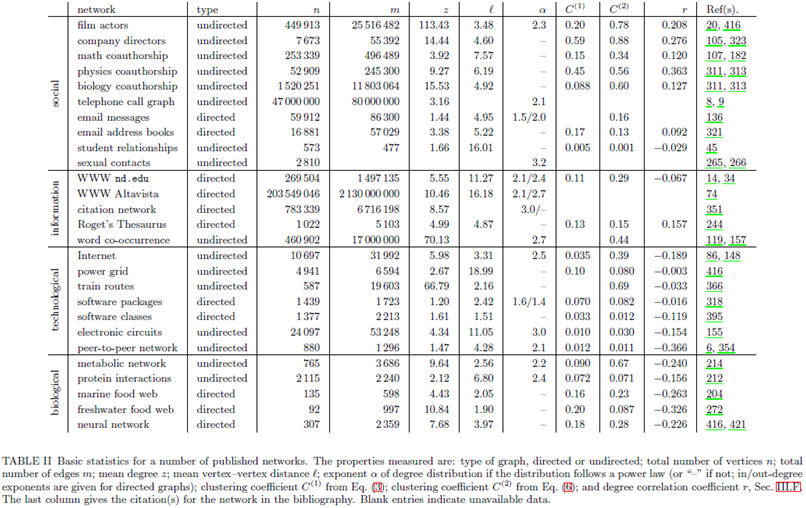 network type n m z ℓ α C(1) C(2) r Ref(s).
social
film actors undirected 449 913 25 516 482 113.43 3.48 2.3 0.20 0.78 0.208 20, 416
company directors undirected 7 673 55 392 14.44 4.60 – 0.59 0.88 0.276 105, 323
math coauthorship undirected 253 339 496 489 3.92 7.57 – 0.15 0.34 0.120 107, 182
physics coauthorship undirected 52 909 245 300 9.27 6.19 – 0.45 0.56 0.363 311, 313
biology coauthorship undirected 1 520 251 11 803 064 15.53 4.92 – 0.088 0.60 0.127 311, 313
telephone call graph undirected 47 000 000 80 000 000 3.16 2.1 8, 9
email messages directed 59 912 86 300 1.44 4.95 1.5/2.0 0.16 136
email address books directed 16 881 57 029 3.38 5.22 – 0.17 0.13 0.092 321
student relationships undirected 573 477 1.66 16.01 – 0.005 0.001 −0.029 45
sexual contacts undirected 2 810 3.2 265, 266
information
WWW nd.edu directed 269 504 1 497 135 5.55 11.27 2.1/2.4 0.11 0.29 −0.067 14, 34
WWW Altavista directed 203 549 046 2 130 000 000 10.46 16.18 2.1/2.7 74
citation network directed 783 339 6 716 198 8.57 3.0/– 351
Roget's Thesaurus directed 1 022 5 103 4.99 4.87 – 0.13 0.15 0.157 244
word co-occurrence undirected 460 902 17 000 000 70.13 2.7 0.44 119, 157
technological
Internet undirected 10 697 31 992 5.98 3.31 2.5 0.035 0.39 −0.189 86, 148
power grid undirected 4 941 6 594 2.67 18.99 – 0.10 0.080 −0.003 416
train routes undirected 587 19 603 66.79 2.16 – 0.69 −0.033 366
software packages directed 1 439 1 723 1.20 2.42 1.6/1.4 0.070 0.082 −0.016 318
software classes directed 1 377 2 213 1.61 1.51 – 0.033 0.012 −0.119 395
electronic circuits undirected 24 097 53 248 4.34 11.05 3.0 0.010 0.030 −0.154 155
peer-to-peer network undirected 880 1 296 1.47 4.28 2.1 0.012 0.011 −0.366 6, 354
biological
metabolic network undirected 765 3 686 9.64 2.56 2.2 0.090 0.67 −0.240 214
protein interactions undirected 2 115 2 240 2.12 6.80 2.4 0.072 0.071 −0.156 212
marine food web directed 135 598 4.43 2.05 – 0.16 0.23 −0.263 204
freshwater food web directed 92 997 10.84 1.90 – 0.20 0.087 −0.326 272
neural network directed 307 2 359 7.68 3.97 – 0.18 0.28 −0.226 416, 421
TABLE II Basic statistics for a number of published networks. The properties measured are: type of graph, directed or undirected; total number of vertices n; total
number of edges m; mean degree z; mean vertex–vertex distance ℓ; exponent α of degree distribution if the distribution follows a power law (or “–” if not; in/out-degree
exponents are given for directed graphs); clustering coefficient C(1) from Eq. (3); clustering coefficient C(2) from Eq. (6); and degree correlation coefficient r, Sec. III.F.
The last column gives the citation(s) for the network in the bibliography. Blank entries indicate unavailable data.